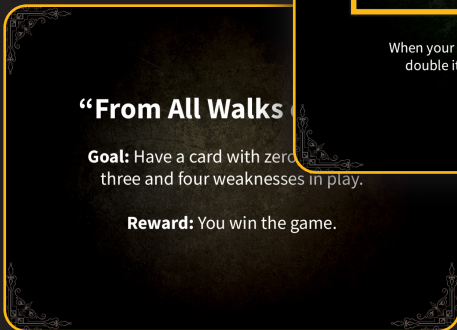 “From All Walks
Goal: Have a card with zero
three and four weaknesses in play.
Reward: You win the game.
When your
double it